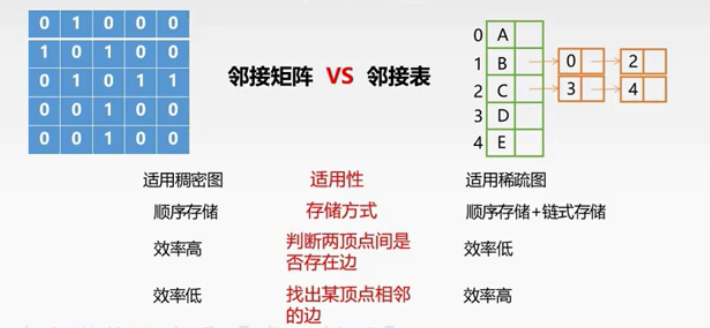 0 1 0 0 0
1 0 1 0 0
0 1 0 1 1
0 0 1 0 0
0 0 1 0 0
邻接矩阵 VS 邻接表
0 A
1 B 0 2
2 C 3 4
3 D
4 E
适用稠密图 适用性 适用稀疏图
顺序存储 存储方式 顺序存储+链式存储
效率高 判断两顶点间是 效率低
否存在边
效率低 找出某顶点相邻 效率高
的边